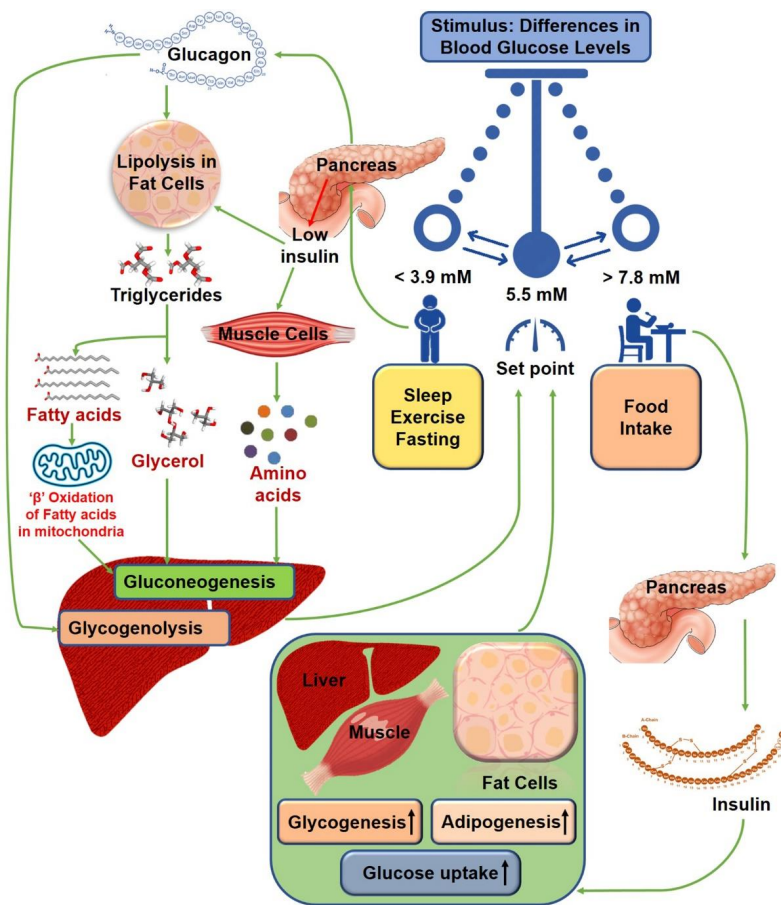 Stimulus: Differences in
Blood Glucose Levels
Glucagon
Lipolysis in
Fat Cells
Pancreas
Low
insulin
Triglycerides
Muscle Cells
< 3.9 mM
5.5 mM
> 7.8 mM
Set point
Sleep
Exercise
Fasting
Food
Intake
Fatty acids
Glycerol
Amino
acids
‘β’ Oxidation
of Fatty acids
in mitochondria
Gluconeogenesis
Glycogenolysis
Pancreas
Liver
Muscle
Fat Cells
Glycogenesis
Adipogenesis
Glucose uptake
A-Chain
B-Chain
Insulin